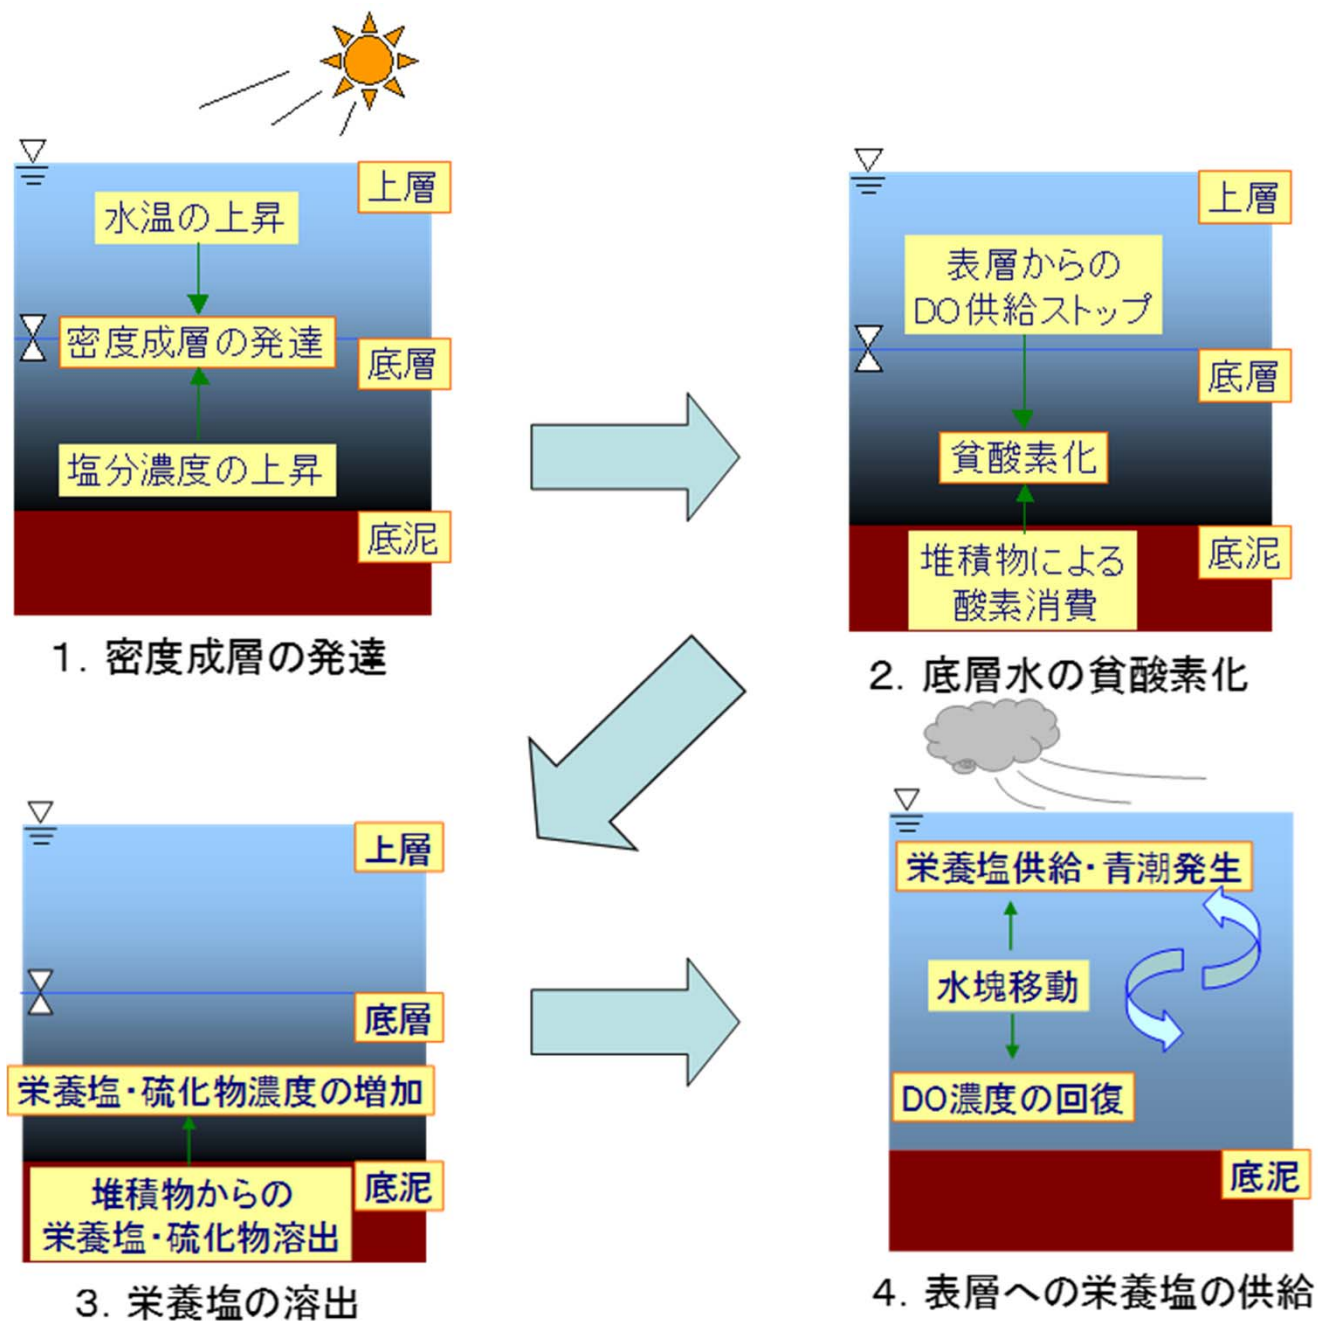 上層
水温の上昇
密度成層の発達
底層
塩分濃度の上昇
底泥
1. 密度成層の発達
上層
表層からの
DO供給ストップ
底層
貧酸素化
堆積物による
酸素消費
底泥
2. 底層水の貧酸素化
上層
底層
栄養塩・硫化物濃度の増加
堆積物からの
栄養塩・硫化物溶出
底泥
3. 栄養塩の溶出
栄養塩供給・青潮発生
水塊移動
DO濃度の回復
底泥
4. 表層への栄養塩の供給